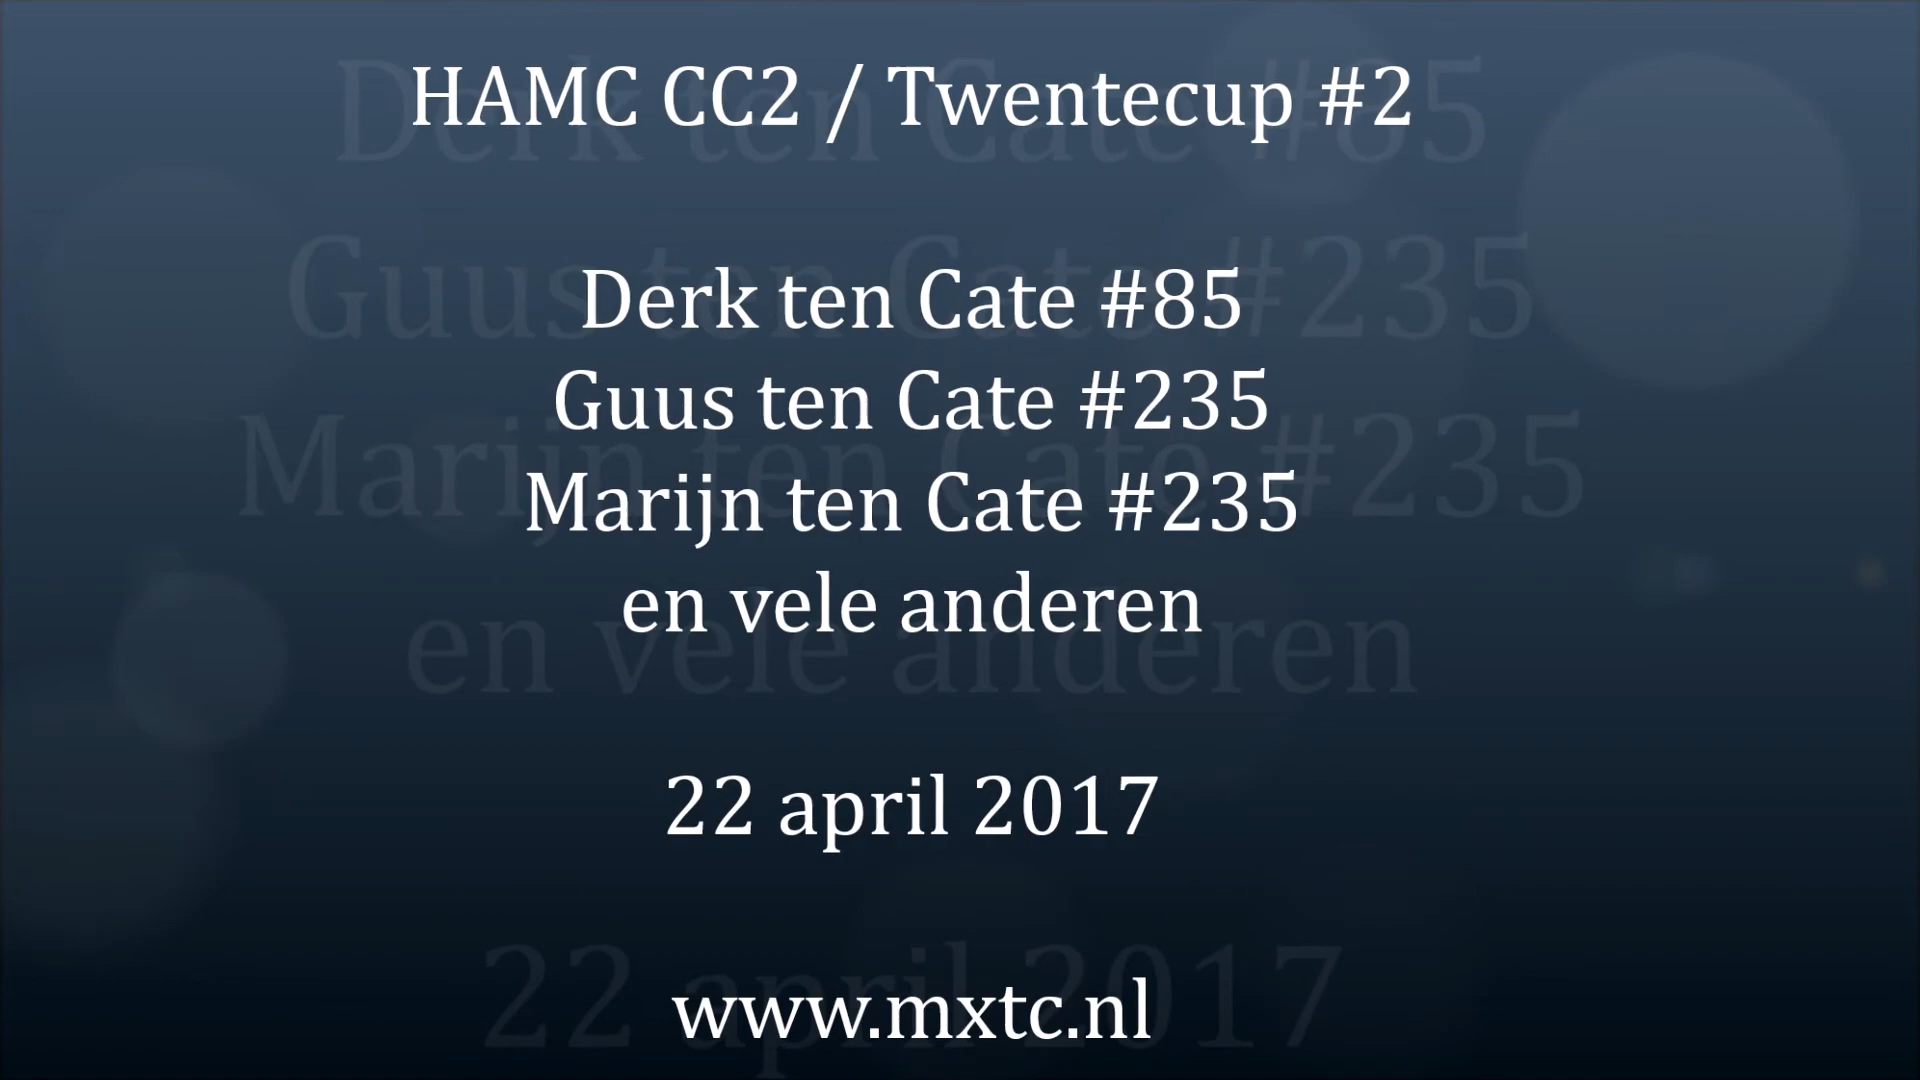 HAMC CC2 / Twentecup #2
Derk ten Cate #85
Guus ten Cate #235
Marijn ten Cate #235
en vele anderen
22 april 2017
www.mxtc.nl